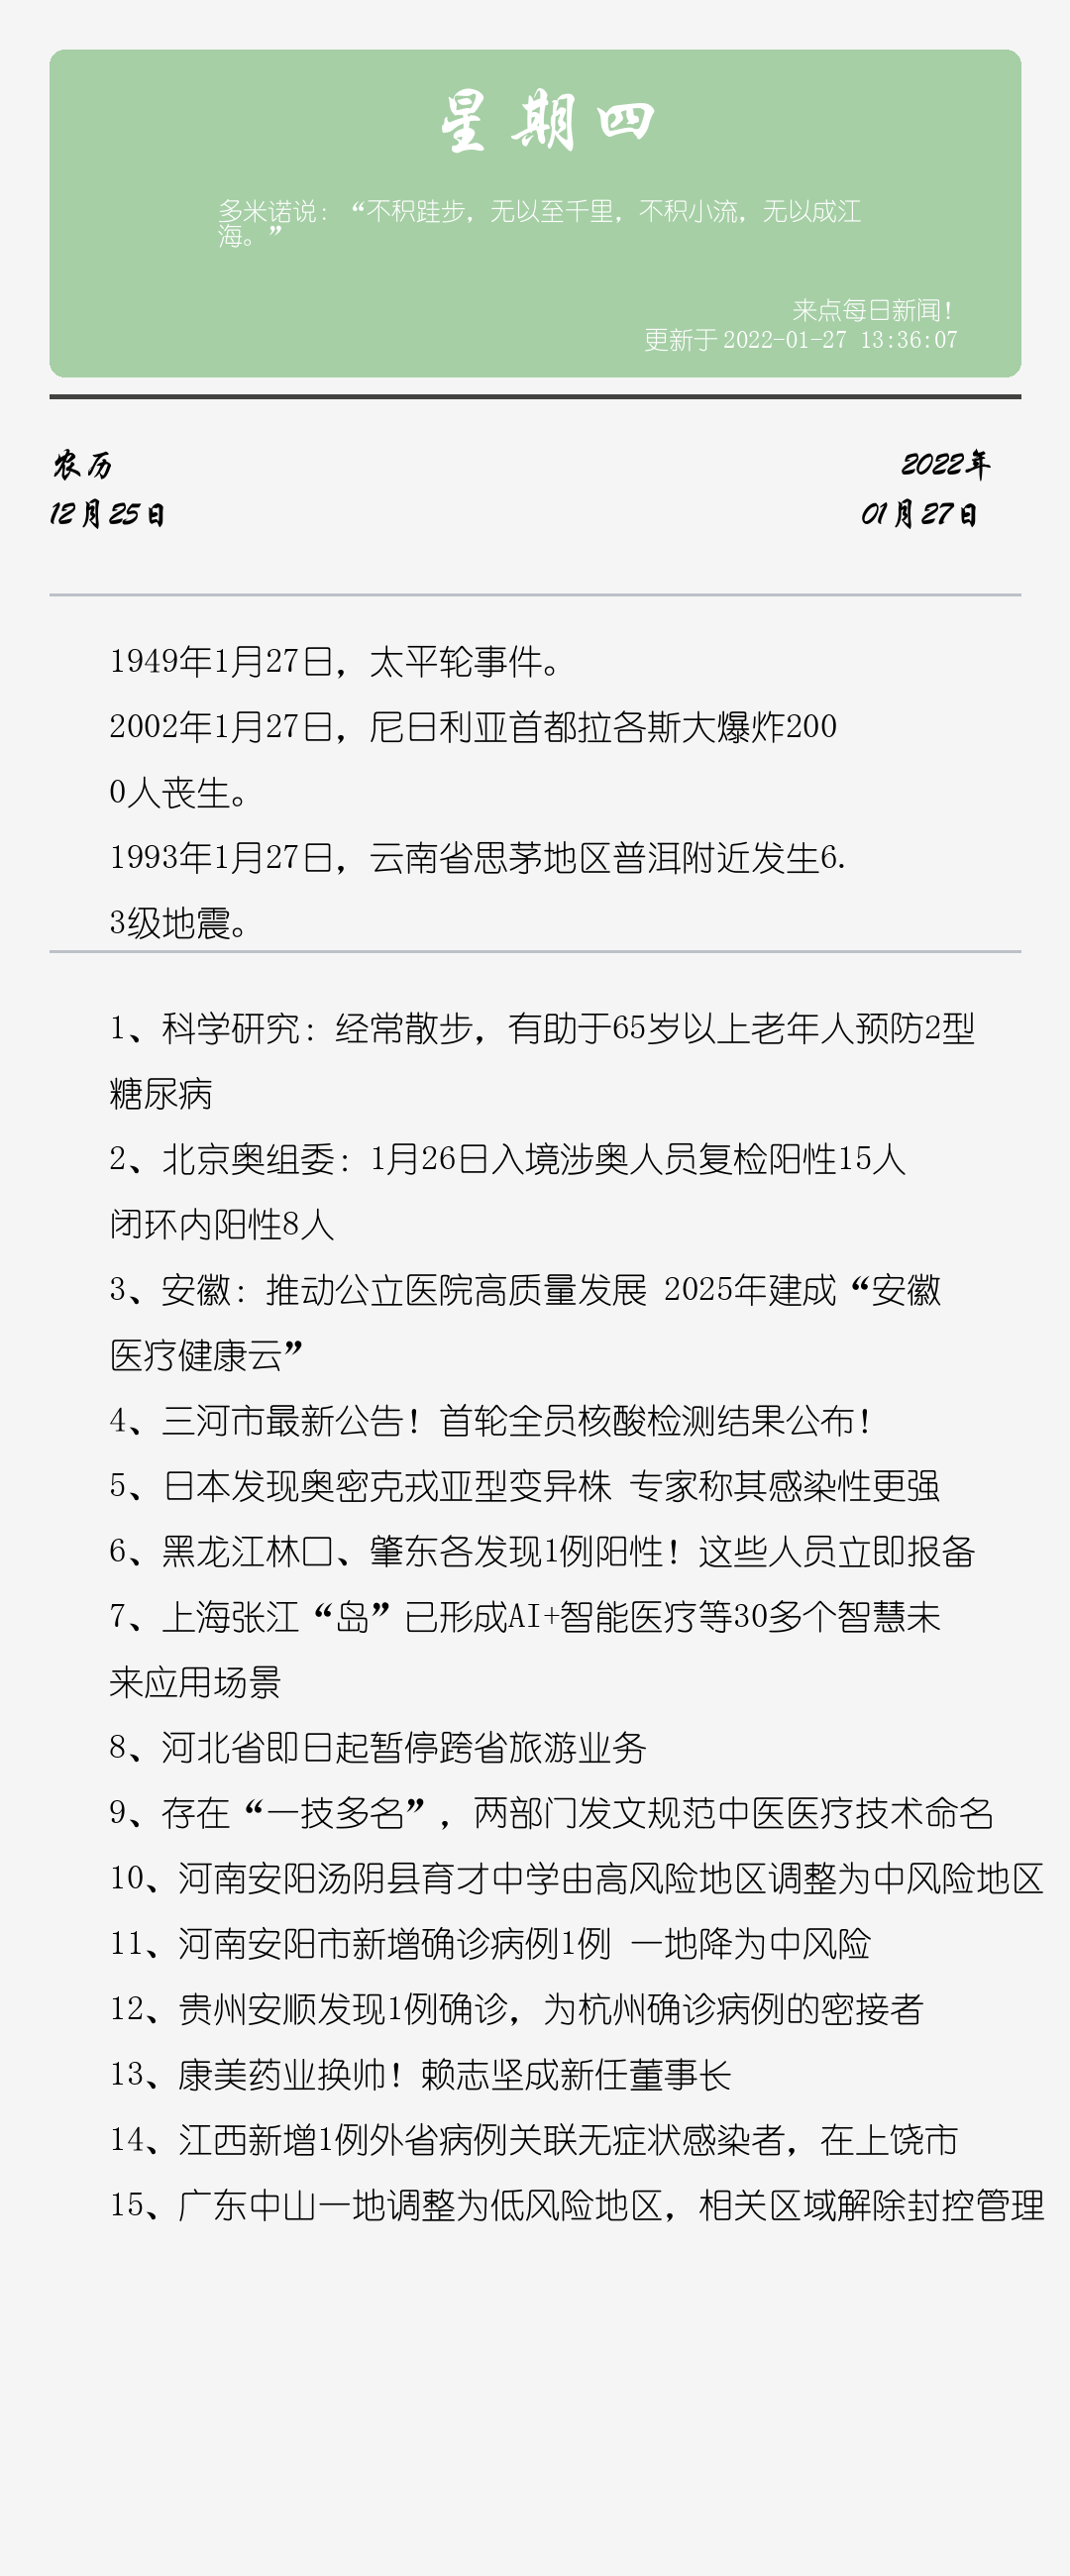 星期四
多米诺说：“不积跬步，无以至千里，不积小流，无以成江
海。”
来点每日新闻！
更新于 2022-01-27 13:36:07
农历
2022年
12月25日
01月27日
1949年1月27日，太平轮事件。
2002年1月27日，尼日利亚首都拉各斯大爆炸200
0人丧生。
1993年1月27日，云南省思茅地区普洱附近发生6.
3级地震。
1、科学研究：经常散步，有助于65岁以上老年人预防2型
糖尿病
2、北京奥组委：1月26日入境涉奥人员复检阳性15人
闭环内阳性8人
3、安徽：推动公立医院高质量发展 2025年建成“安徽
医疗健康云”
4、三河市最新公告！首轮全员核酸检测结果公布！
5、日本发现奥密克戎亚型变异株 专家称其感染性更强
6、黑龙江林口、肇东各发现1例阳性！这些人员立即报备
7、上海张江“岛”已形成AI+智能医疗等30多个智慧未
来应用场景
8、河北省即日起暂停跨省旅游业务
9、存在“一技多名”，两部门发文规范中医医疗技术命名
10、河南安阳汤阴县育才中学由高风险地区调整为中风险地区
11、河南安阳市新增确诊病例1例 一地降为中风险
12、贵州安顺发现1例确诊，为杭州确诊病例的密接者
13、康美药业换帅！赖志坚成新任董事长
14、江西新增1例外省病例关联无症状感染者，在上饶市
15、广东中山一地调整为低风险地区，相关区域解除封控管理